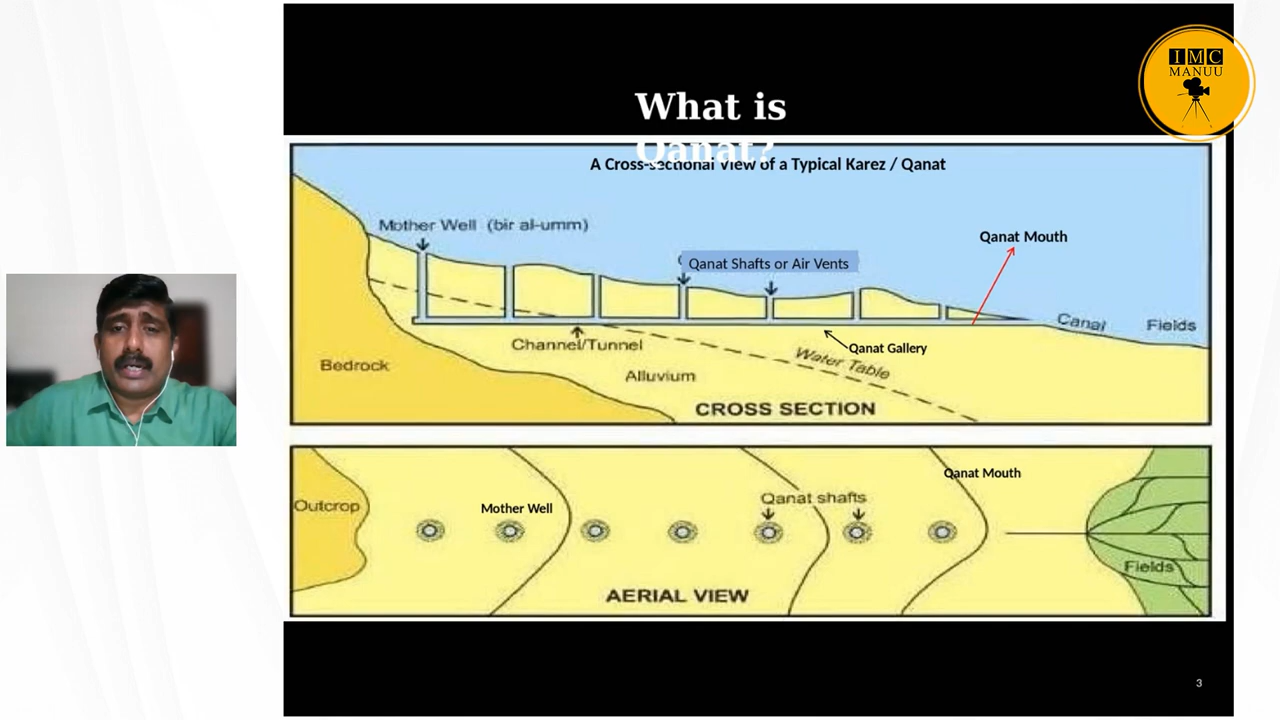 IMC
MANUU
What is
Qanat?
A Cross-sectional View of a Typical Karez / Qanat
Mother Well (bir al-umm)
Qanat Mouth
Qanat Shafts or Air Vents
Canal
Fields
Channel/Tunnel
Qanat Gallery
Water Table
Bedrock
Alluvium
CROSS SECTION
Qanat Mouth
Outcrop
Mother Well
Qanat shafts
Fields
AERIAL VIEW
3